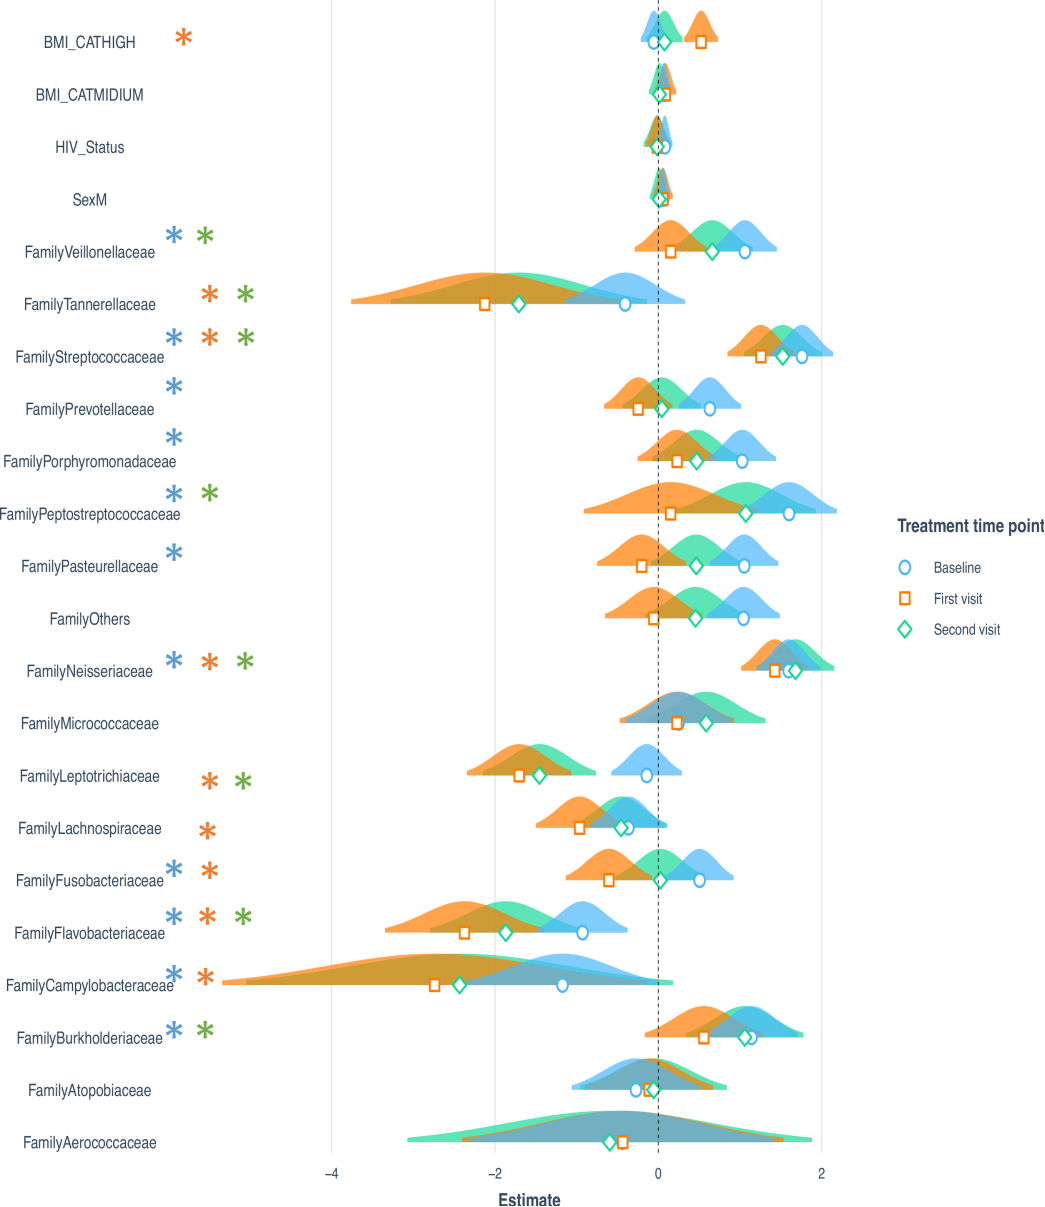 BMI_CATHIGH *
BMI_CATMIDIUM
HIV_Status
SexM
FamilyVeillonellaceae * *
FamilyTannerellaceae * *
FamilyStreptococcaceae * * *
FamilyPrevotellaceae *
FamilyPorphyromonadaceae *
FamilyPeptostreptococcaceae * *
FamilyPasteurellaceae *
FamilyOthers
FamilyNeisseriaceae * * *
FamilyMicrococcaceae
FamilyLeptotrichiaceae * *
FamilyLachnospiraceae *
FamilyFusobacteriaceae * *
FamilyFlavobacteriaceae * * *
FamilyCampylobacteraceae * *
FamilyBurkholderiaceae * *
FamilyAtopobiaceae
FamilyAerococcaceae
−4 −2 0 2
Estimate
Treatment time point
Baseline
First visit
Second visit